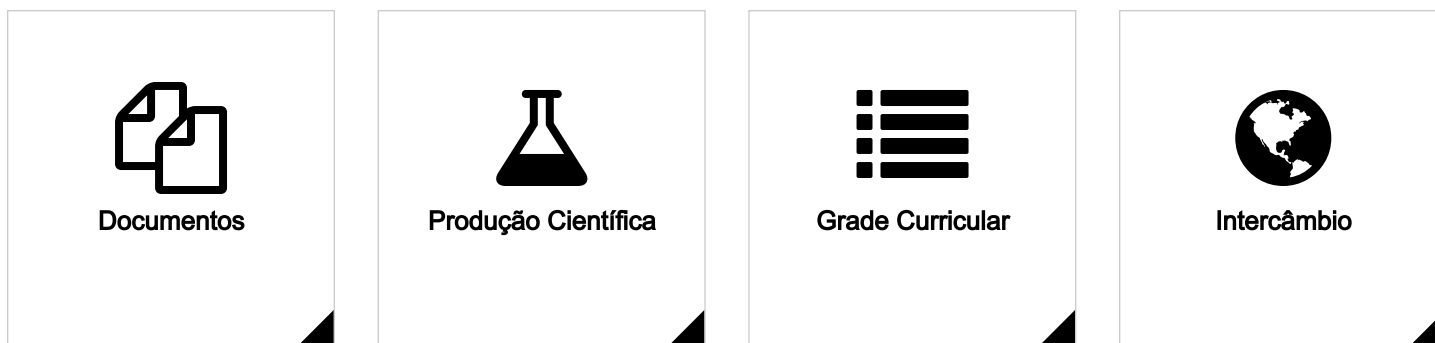 Documentos
Produção Científica
Grade Curricular
Intercâmbio